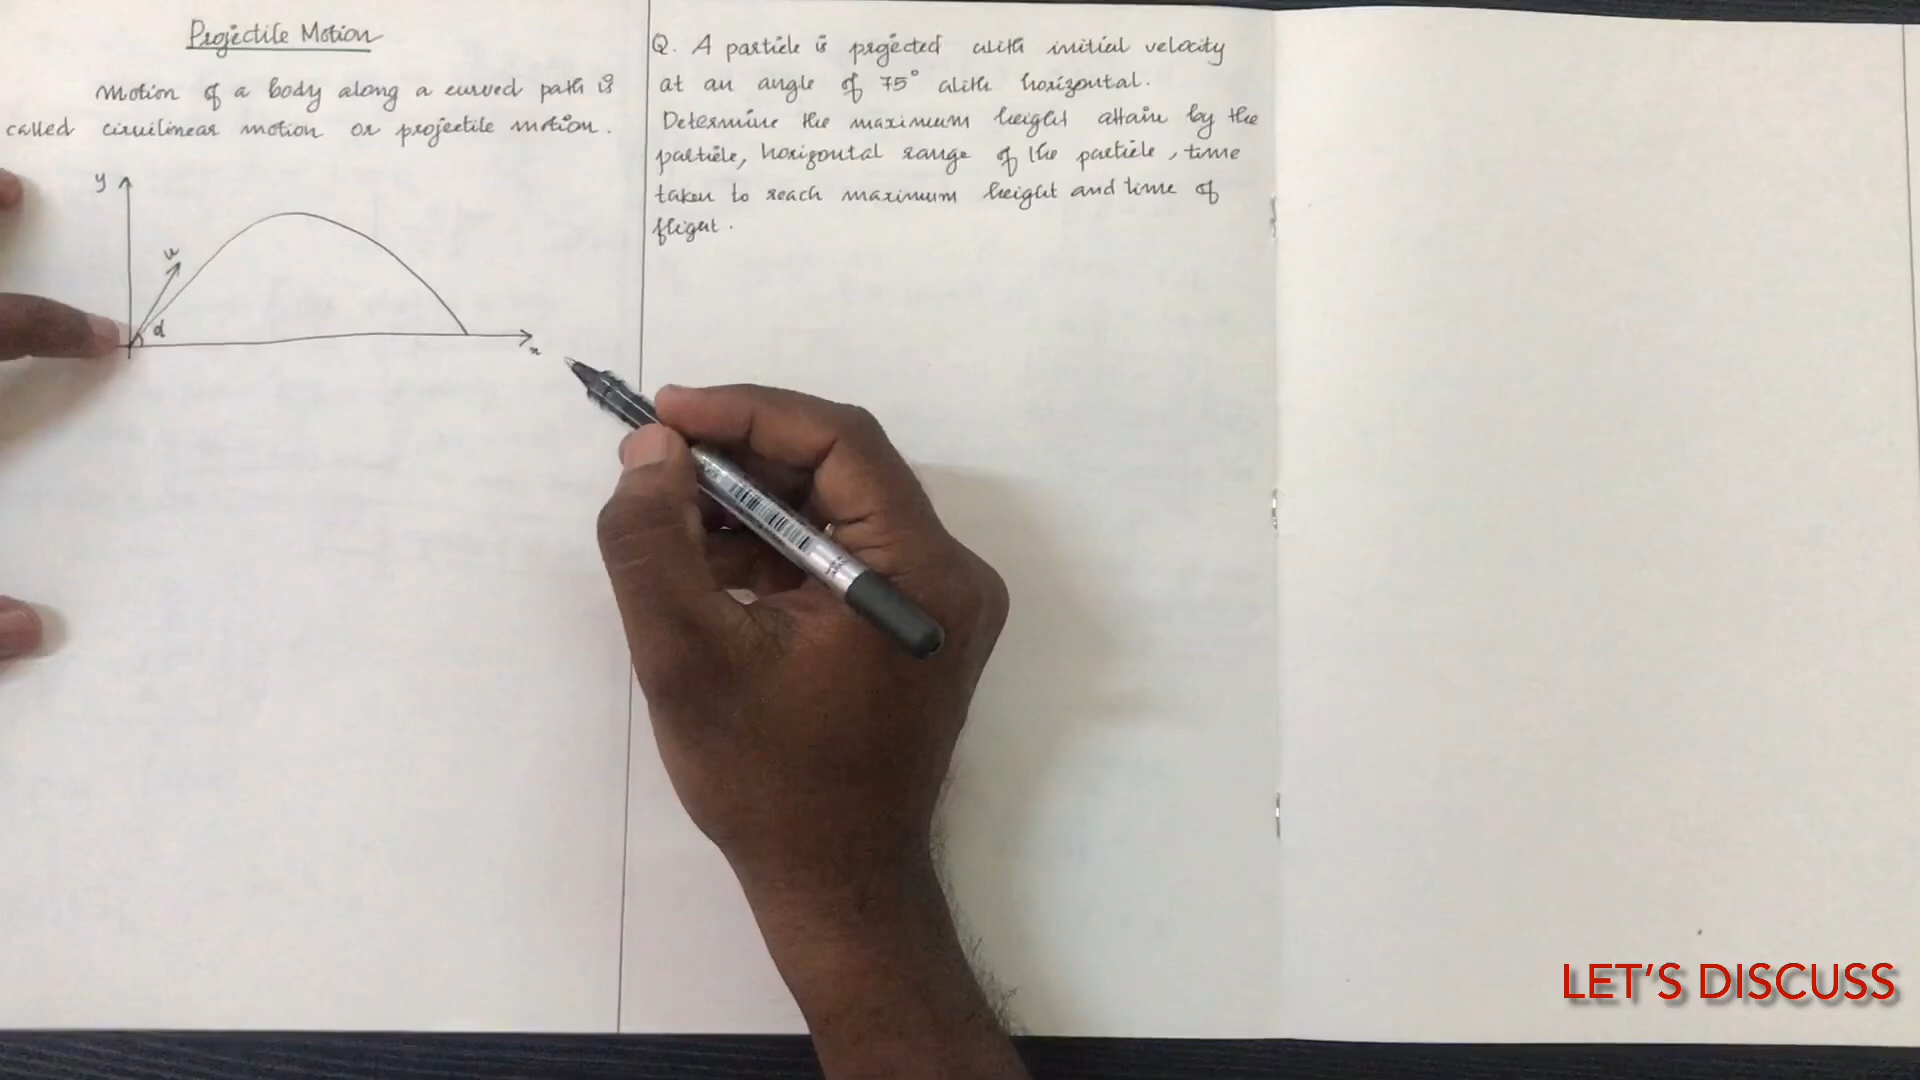 Projectile Motion
Motion of a body along a curved path is
called cirvilinear motion or projectile motion.
y
u
α
x
Q. A particle is projected with initial velocity
at an angle of 75° with horizontal.
Determine the maximum height attain by the
particle, horizontal range of the particle, time
taken to reach maximum height and time of
flight.
LET'S DISCUSS